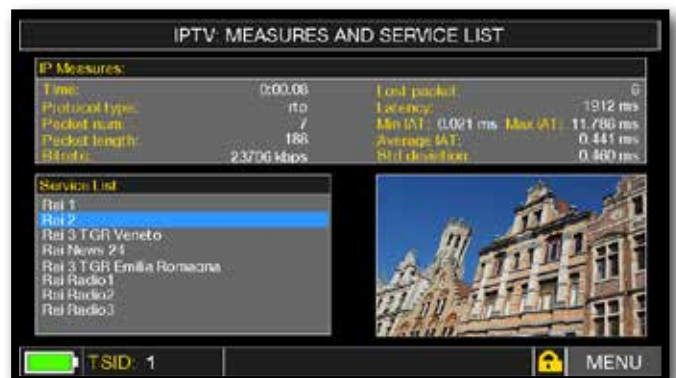 IPTV: MEASURES AND SERVICE LIST
IP Measures:
Time: 0:00.08
Protocol type: rtp
Packet num: 7
Packet length: 188
Bitrate: 23706 kbps
Lost packet: 6
Latency: 1912 ms
Min IAT: 0.021 ms Max IAT: 11.786 ms
Average IAT: 0.441 ms
Std deviation: 0.460 ms
Service List
Rai 1
Rai 2
Rai 3 TGR Veneto
Rai News 24
Rai 3 TGR Emilia Romagna
Rai Radio1
Rai Radio2
Rai Radio3
TSID: 1
MENU